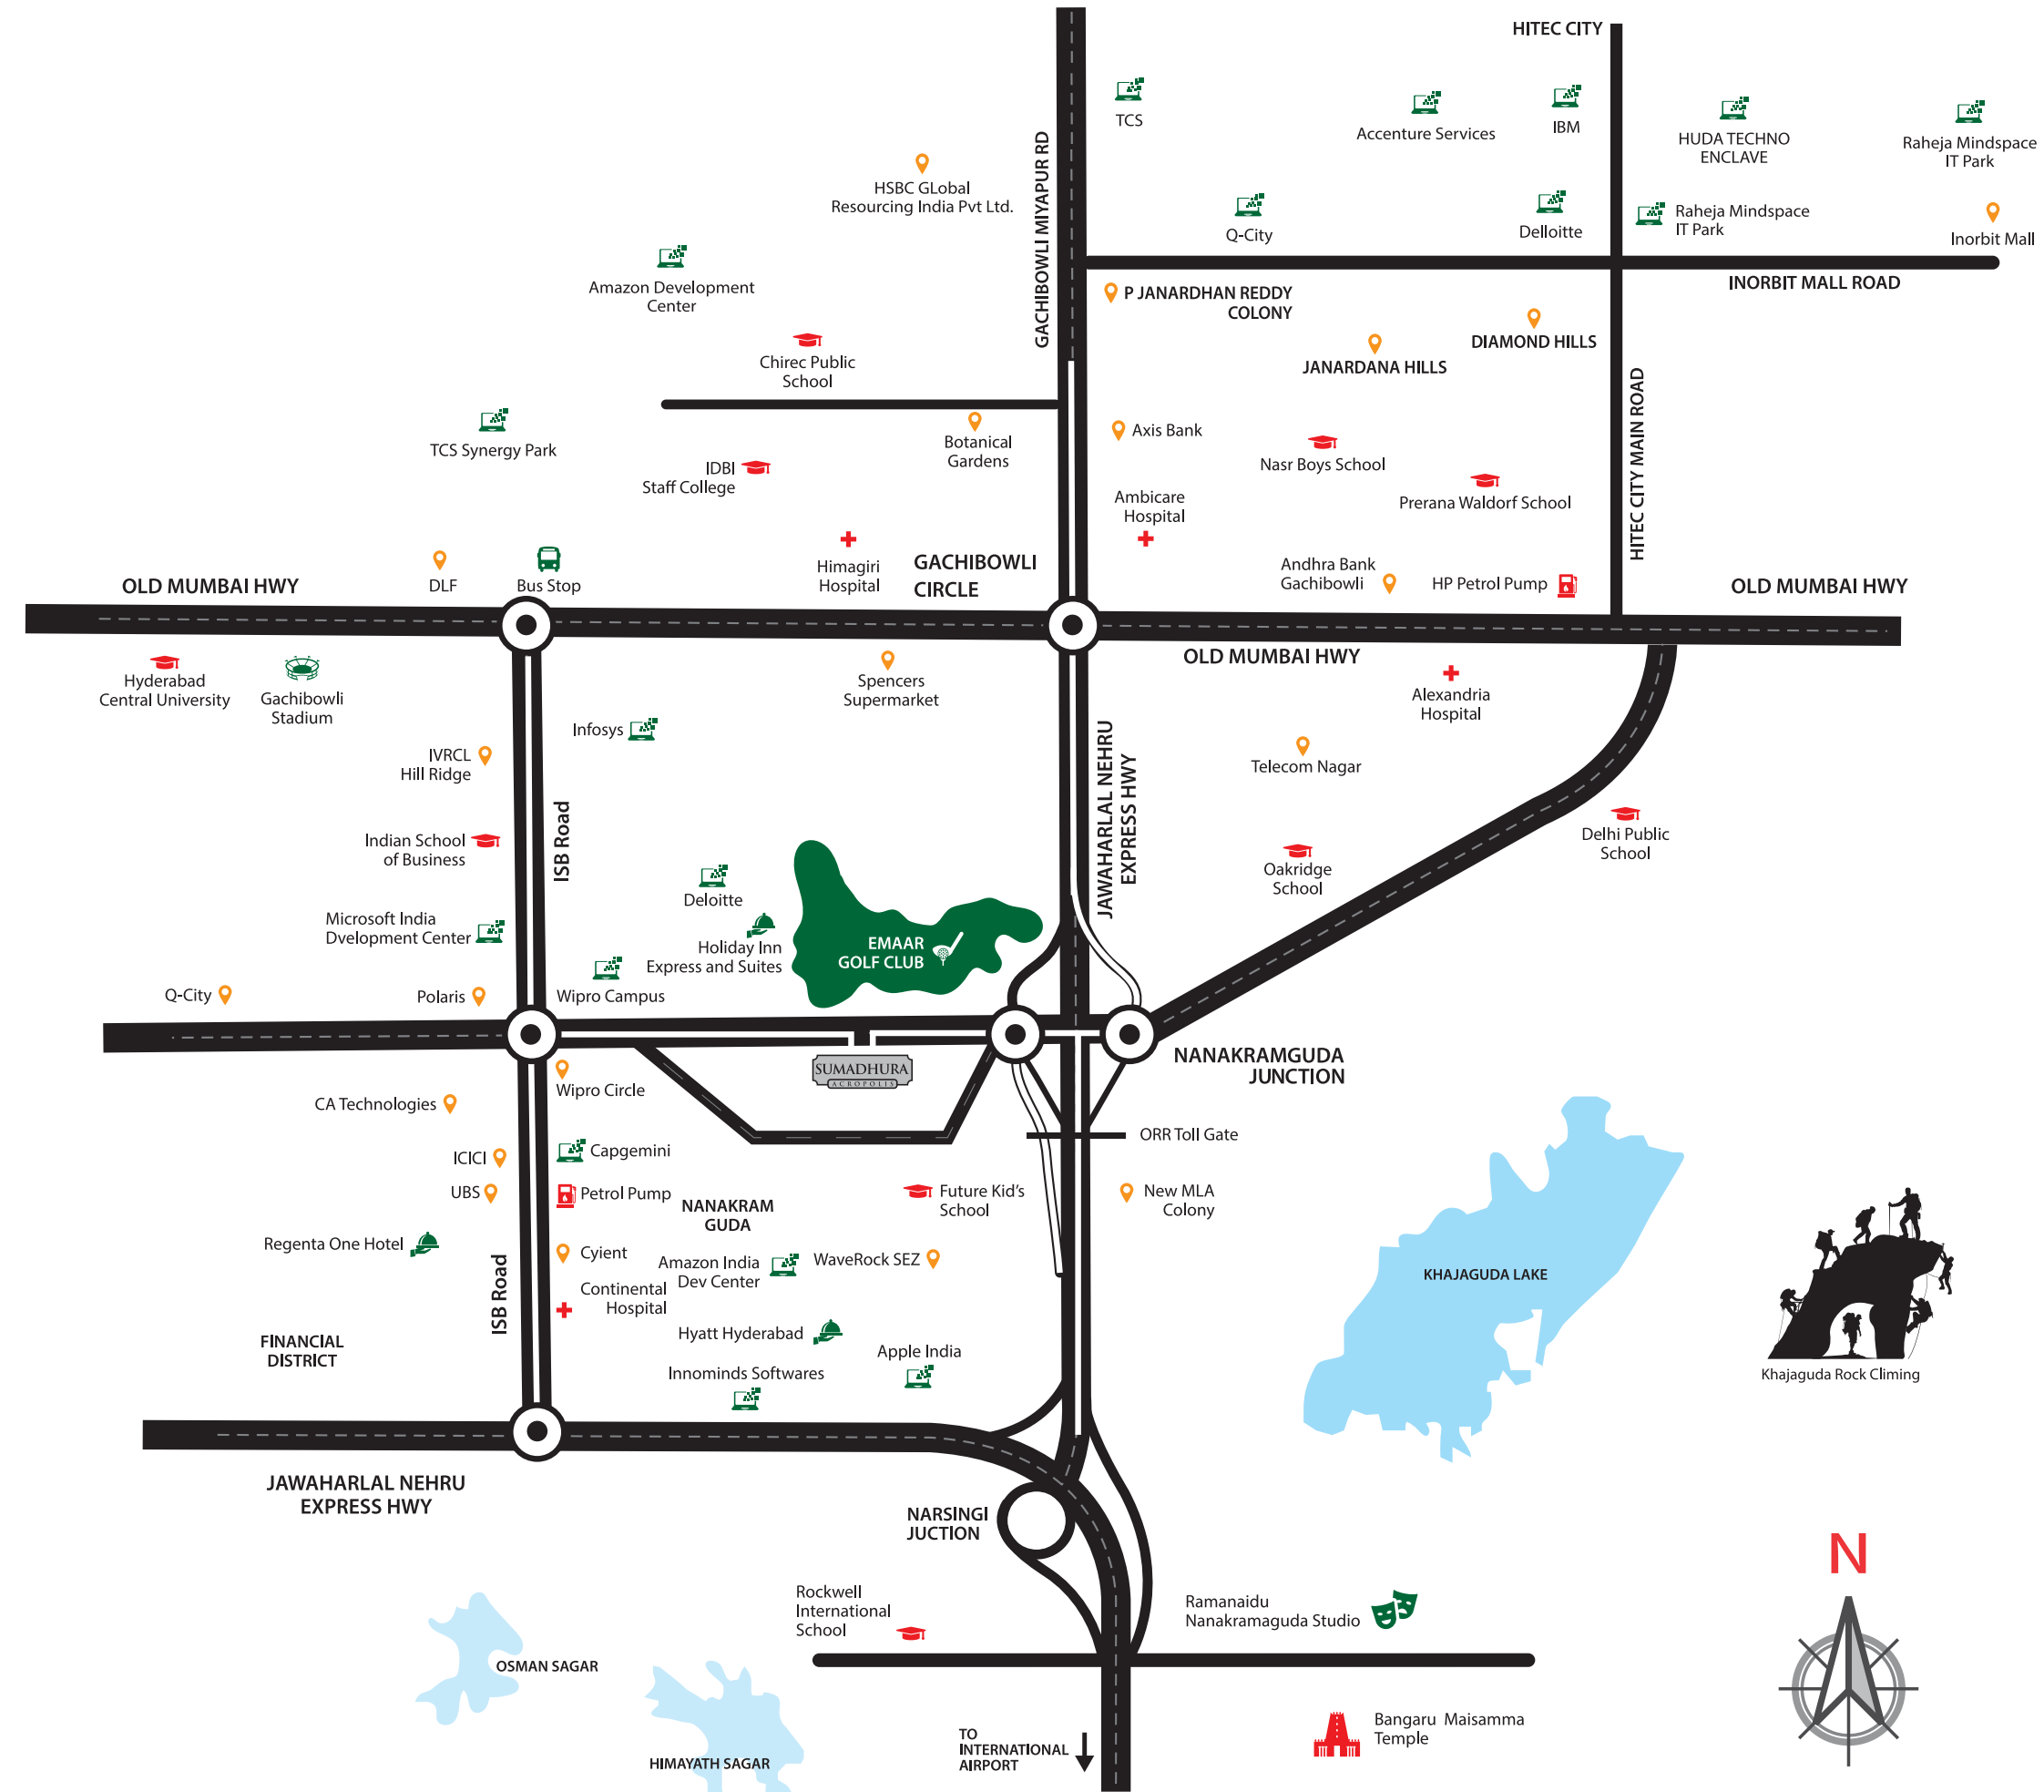 HITEC CITY
TCS
Accenture Services
IBM
HUDA TECHNO
ENCLAVE
Raheja Mindspace
IT Park
GACHIBOWLI MIYAPUR RD
HSBC GLobal
Resourcing India Pvt Ltd.
Q-City
Delloitte
Raheja Mindspace
IT Park
Inorbit Mall
INORBIT MALL ROAD
Amazon Development
Center
P JANARDHAN REDDY
COLONY
DIAMOND HILLS
JANARDANA HILLS
Chirec Public
School
HITEC CITY MAIN ROAD
TCS Synergy Park
IDBI
Staff College
Botanical
Gardens
Axis Bank
Nasr Boys School
Prerana Waldorf School
Ambicare
Hospital
OLD MUMBAI HWY
DLF
Bus Stop
Himagiri
Hospital
GACHIBOWLI
CIRCLE
Andhra Bank
Gachibowli
HP Petrol Pump
OLD MUMBAI HWY
OLD MUMBAI HWY
Hyderabad
Central University
Gachibowli
Stadium
Spencers
Supermarket
Alexandria
Hospital
IVRCL
Hill Ridge
Infosys
JAWAHARLAL NEHRU
EXPRESS HWY
Telecom Nagar
Indian School
of Business
ISB Road
Delhi Public
School
Oakridge
School
Deloitte
Microsoft India
Dvelopment Center
Holiday Inn
Express and Suites
EMAAR
GOLF CLUB
Q-City
Polaris
Wipro Campus
SUMADHURA
ACROPOLIS
NANAKRAMGUDA
JUNCTION
Wipro Circle
CA Technologies
ORR Toll Gate
ICICI
Capgemini
UBS
Petrol Pump
NANAKRAM
GUDA
Future Kid's
School
New MLA
Colony
Regenta One Hotel
Cyient
Amazon India
Dev Center
WaveRock SEZ
KHAJAGUDA LAKE
Continental
Hospital
ISB Road
Hyatt Hyderabad
FINANCIAL
DISTRICT
Apple India
Innominds Softwares
Khajaguda Rock Climing
JAWAHARLAL NEHRU
EXPRESS HWY
NARSINGI
JUCTION
N
Rockwell
International
School
Ramanaidu
Nanakramaguda Studio
OSMAN SAGAR
HIMAYATH SAGAR
TO
INTERNATIONAL
AIRPORT
Bangaru Maisamma
Temple